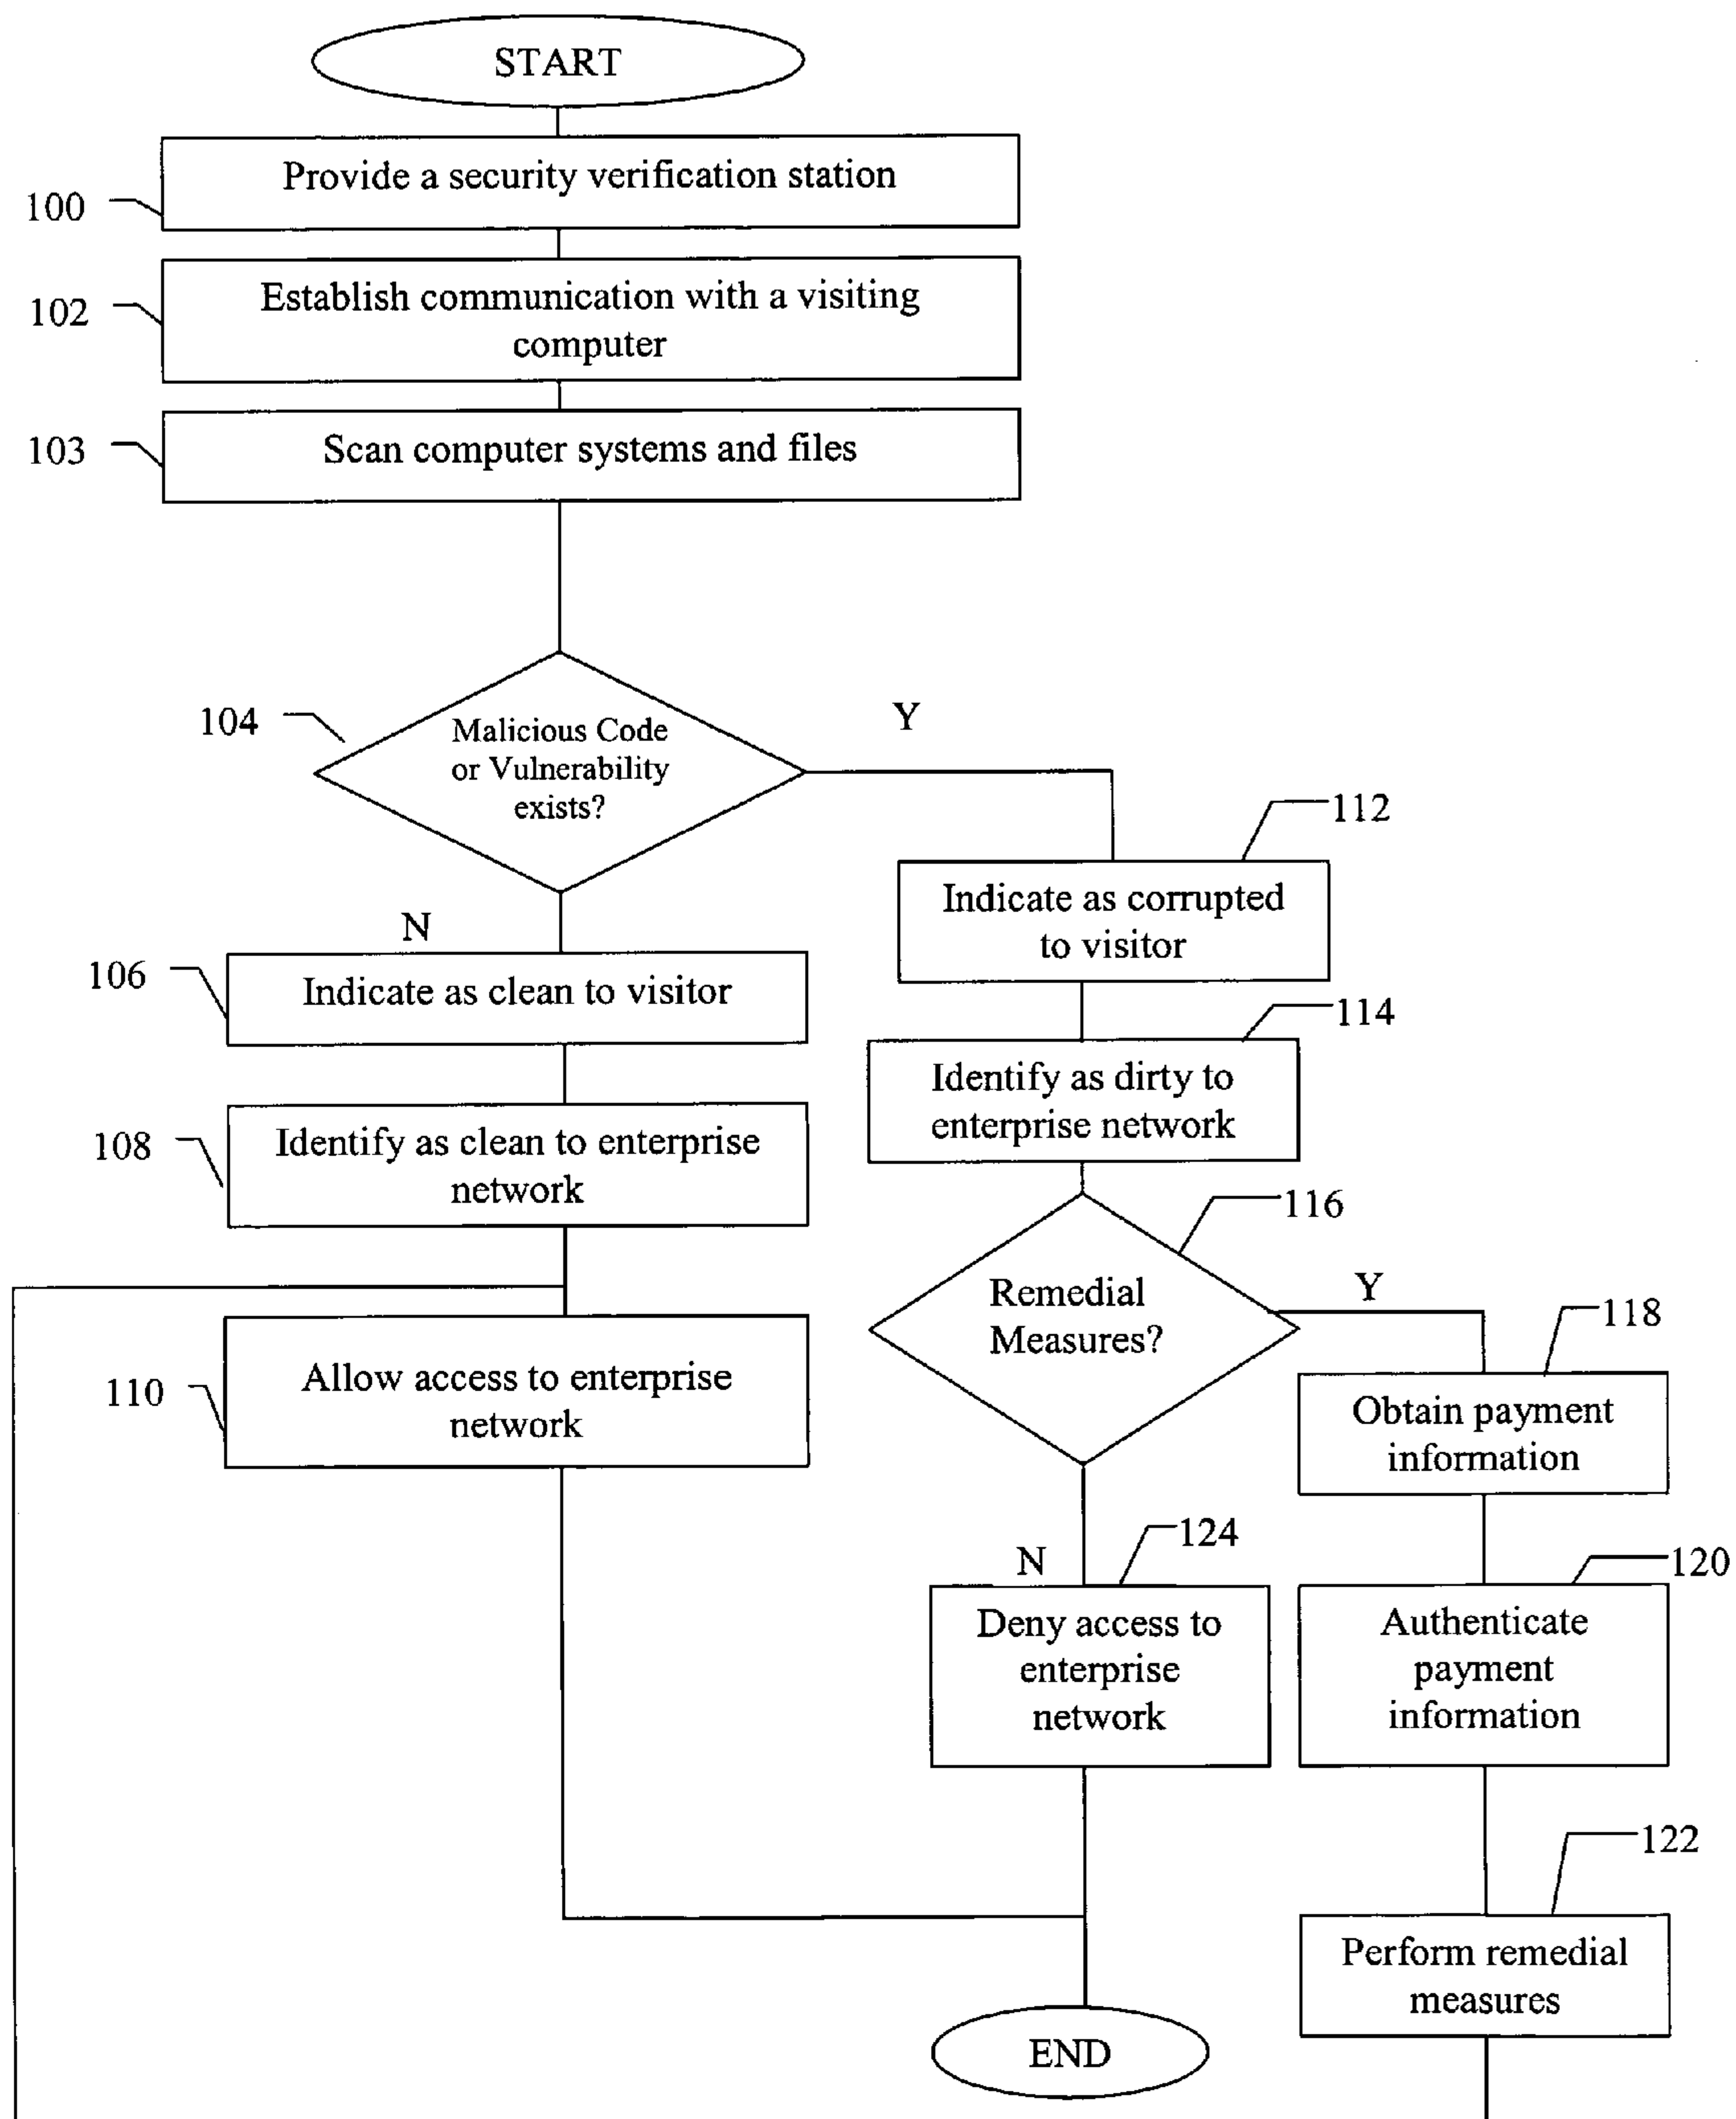 START
100
Provide a security verification station
102
Establish communication with a visiting
computer
103
Scan computer systems and files
104
Malicious Code
or Vulnerability
exists?
Y
N
106
Indicate as clean to visitor
108
Identify as clean to enterprise
network
110
Allow access to enterprise
network
112
Indicate as corrupted
to visitor
114
Identify as dirty to
enterprise network
116
Remedial
Measures?
Y
118
Obtain payment
information
120
Authenticate
payment
information
122
Perform remedial
measures
N
124
Deny access to
enterprise
network
END